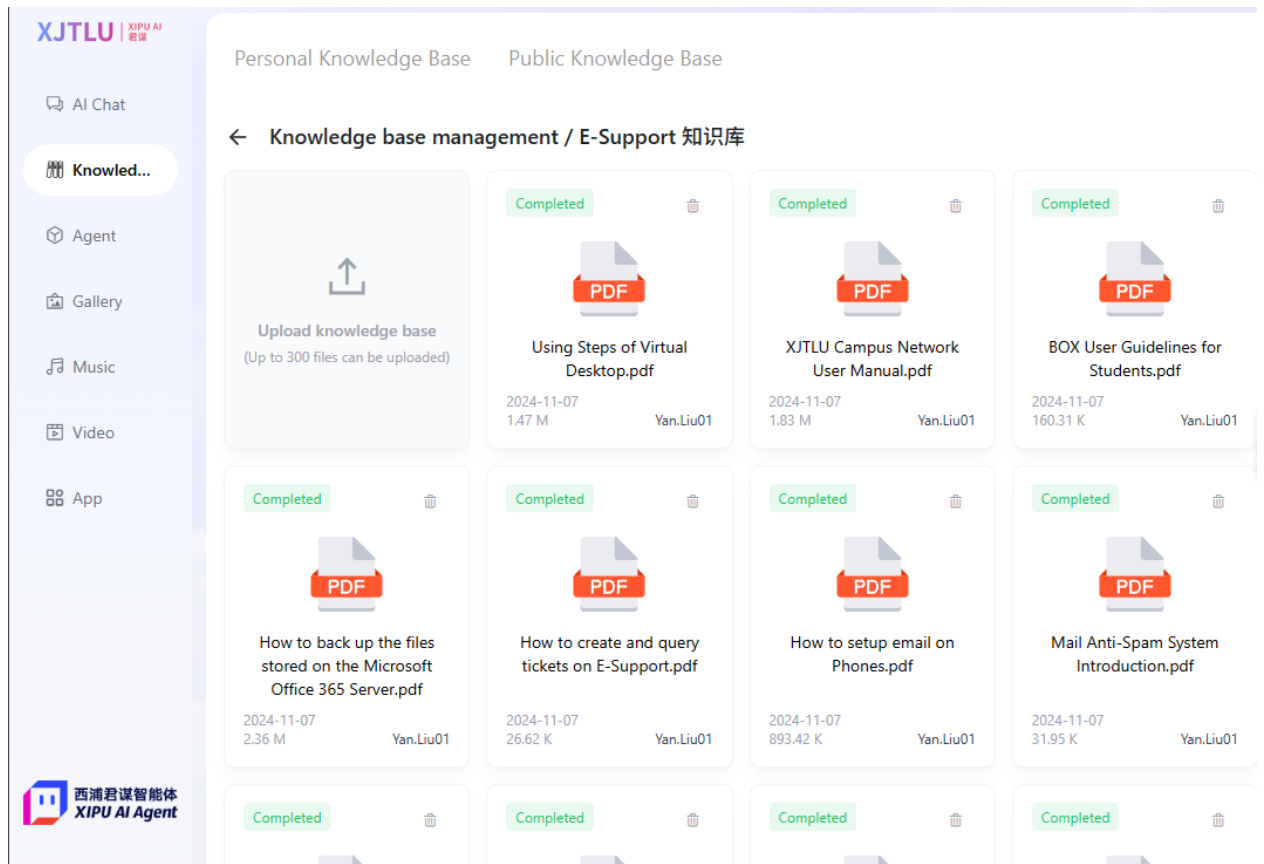 XJTLU XIPU AI
君谋
AI Chat
Knowled...
Agent
Gallery
Music
Video
App
西浦君谋智能体
XIPU AI Agent
Personal Knowledge Base Public Knowledge Base
Knowledge base management / E-Support 知识库
Upload knowledge base
(Up to 300 files can be uploaded)
Completed
PDF
Using Steps of Virtual
Desktop.pdf
2024-11-07
1.47 M Yan.Liu01
Completed
PDF
XJTLU Campus Network
User Manual.pdf
2024-11-07
1.83 M Yan.Liu01
Completed
PDF
BOX User Guidelines for
Students.pdf
2024-11-07
160.31 K Yan.Liu01
Completed
PDF
How to back up the files
stored on the Microsoft
Office 365 Server.pdf
2024-11-07
2.36 M Yan.Liu01
Completed
PDF
How to create and query
tickets on E-Support.pdf
2024-11-07
26.62 K Yan.Liu01
Completed
PDF
How to setup email on
Phones.pdf
2024-11-07
893.42 K Yan.Liu01
Completed
PDF
Mail Anti-Spam System
Introduction.pdf
2024-11-07
31.95 K Yan.Liu01
Completed
Completed
Completed
Completed